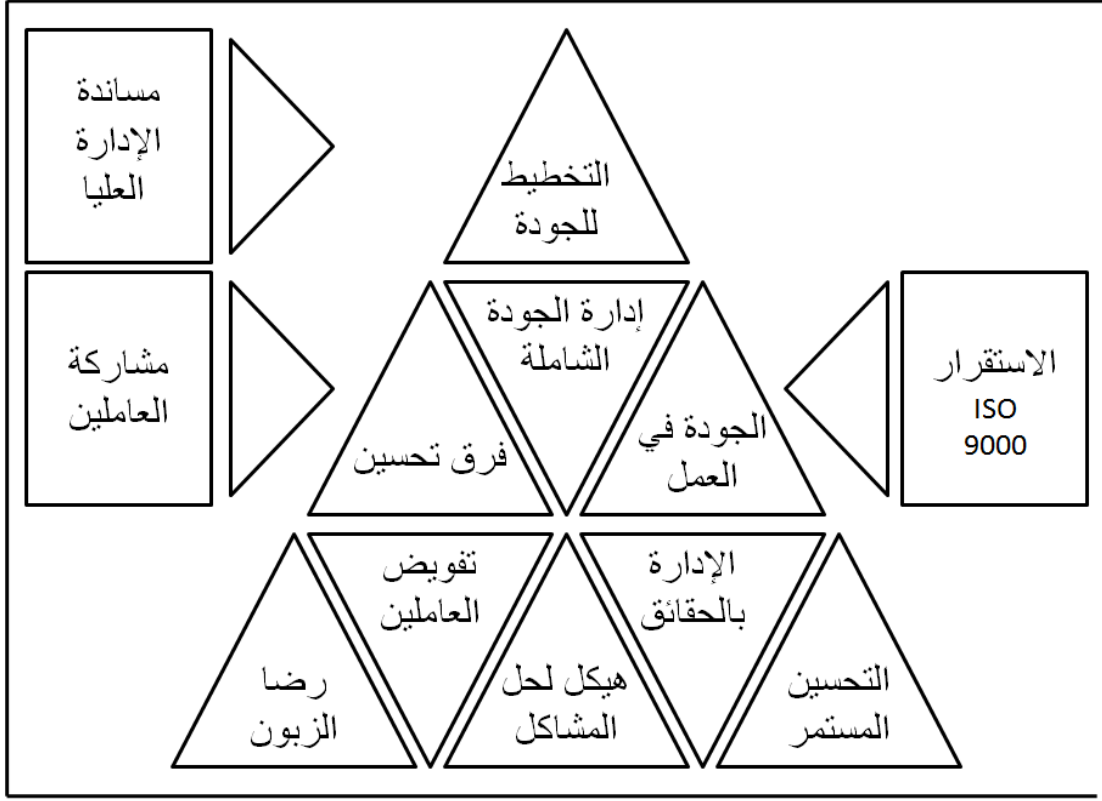 مساندة
الإدارة
العليا
التخطيط
للجودة
الاستقرار
ISO
9000
الجودة في
العمل
إدارة الجودة
الشاملة
فرق تحسين
مشاركة
العاملين
التحسين
المستمر
الإدارة
بالحقائق
هيكل لحل
المشاكل
تفويض
العاملين
رضا
الزبون